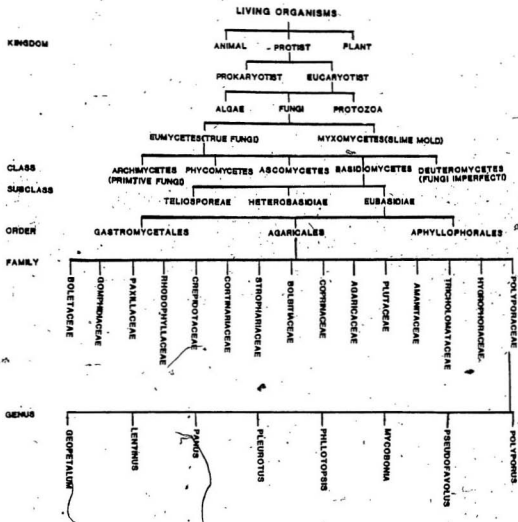 LIVING ORGANISMS
KINGDOM
ANIMAL PROTIST PLANT
PROKARYOTIST EUCARYOTIST
ALGAE FUNGI PROTOZOA
EUMYCETES(TRUE FUNGI) MYXOMYCETES(SLIME MOLD)
CLASS
ARCHIMYCETES PHYCOMYCETES ASCOMYCETES BASIDIOMYCETES DEUTEROMYCETES
(PRIMTIVE FUNGI) (FUNGI IMPERFECTI)
SUBCLASS
TELIOSPOREAE HETEROBASIDIAE EUBASIDIAE
ORDER
GASTROMYCETALES AGARICALES APHYLLOPHORALES
FAMILY
BOLETACEAE
GOMPHIDIACEAE
PAXILLACEAE
RHODOPHYLLACEAE
CREPIDOTACEAE
CORTINARIACEAE
STROPHARIACEAE
BOLBITIACEAE
COPRINACEAE
AGARICACEAE
PLUTACEAE
AMANITACEAE
TRICHOLOMATACEAE
HYGROPHORACEAE
POLYPORACEAE
GENUS
GEOPETALUM
LENTINUS
PANUS
PLEUROTUS
PHILLOTOPSIS
MYCOBONIA
PSEUDOFAVOLUS
POLYPORUS